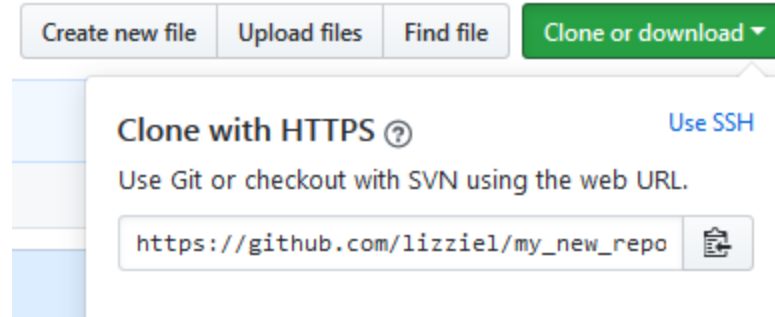 Create new file Upload files Find file Clone or download
Clone with HTTPS Use SSH
Use Git or checkout with SVN using the web URL.
https://github.com/lizziel/my_new_repo